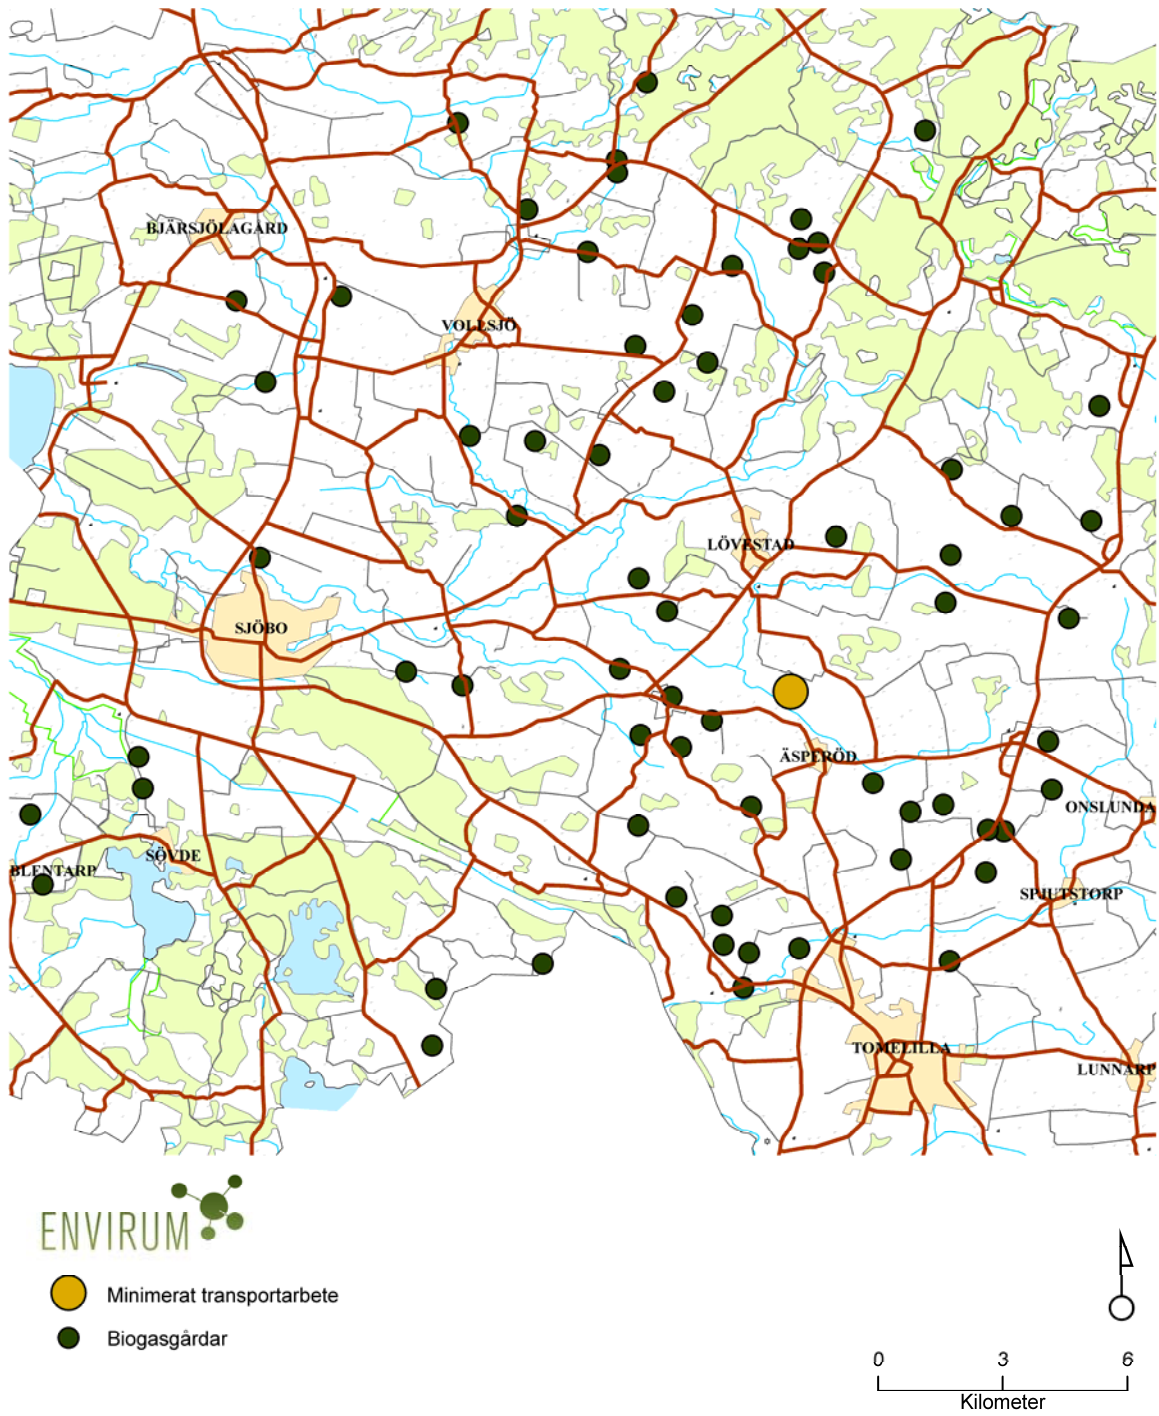 BJÄRSJÖLAGÅRD
VOLLSJÖ
LÖVESTAD
SJÖBO
ÄSPERÖD
ONSLUNDA
SÖVDE
BLENTARP
SPJUTSTORP
TOMELILLA
LUNNARP
ENVIRUM
Minimerat transportarbete
Biogasgårdar
0 3 6
Kilometer